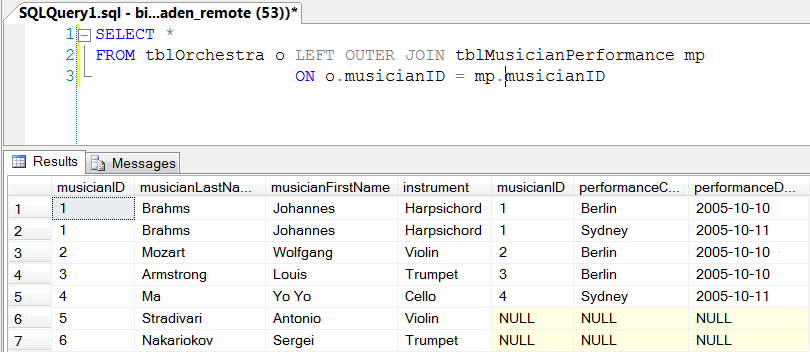 SQLQuery1.sql - bi...aden_remote (53))*
1 SELECT *
2 FROM tblOrchestra o LEFT OUTER JOIN tblMusicianPerformance mp
3 ON o.musicianID = mp.musicianID
Results Messages
musicianID musicianLastNa... musicianFirstName instrument musicianID performanceC... performanceD...
1 1 Brahms Johannes Harpsichord 1 Berlin 2005-10-10
2 1 Brahms Johannes Harpsichord 1 Sydney 2005-10-11
3 2 Mozart Wolfgang Violin 2 Berlin 2005-10-10
4 3 Armstrong Louis Trumpet 3 Berlin 2005-10-10
5 4 Ma Yo Yo Cello 4 Sydney 2005-10-11
6 5 Stradivari Antonio Violin NULL NULL NULL
7 6 Nakariokov Sergei Trumpet NULL NULL NULL